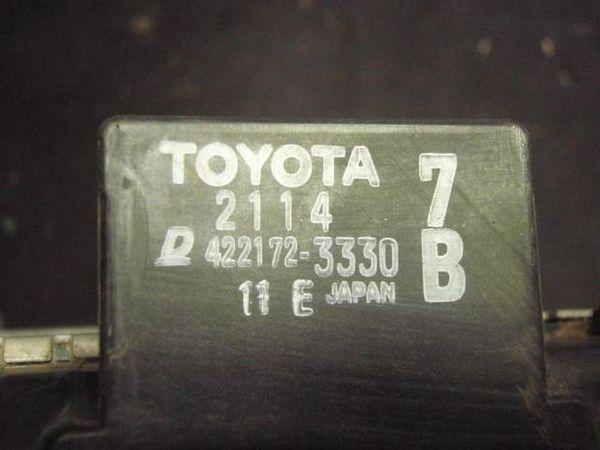 TOYOTA
2114
7
D 422172-3330
B
11 E JAPAN